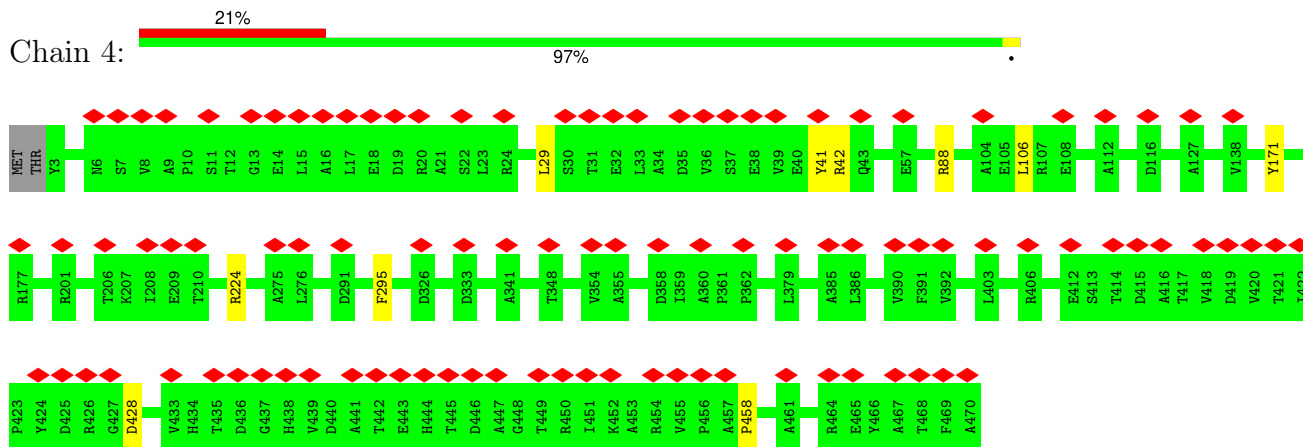 21%
Chain 4:
97%
.
MET THR Y3 N6 S7 V8 A9 P10 S11 T12 G13 E14 L15 A16 L17 E18 D19 R20 A21 S22 L23 R24 L29 S30 T31 E32 L33 A34 D35 V36 S37 E38 V39 E40 Y41 R42 Q43 E57 R88 A104 E105 L106 R107 E108 A112 D116 A127 V138 Y171
R177 R201 T206 K207 I208 E209 T210 R224 A275 L276 D291 F295 D326 D333 A341 T348 V354 A355 D358 I359 A360 P361 P362 L379 A385 L386 V390 F391 V392 L403 R406 E412 S413 T414 D415 A416 T417 V418 D419 V420 T421 I422
P423 Y424 D425 R426 G427 D428 V433 H434 T435 D436 G437 H438 V439 D440 A441 T442 E443 H444 T445 D446 A447 G448 T449 R450 I451 K452 A453 R454 V455 P456 A457 P458 A461 R464 E465 Y466 A467 T468 F469 A470